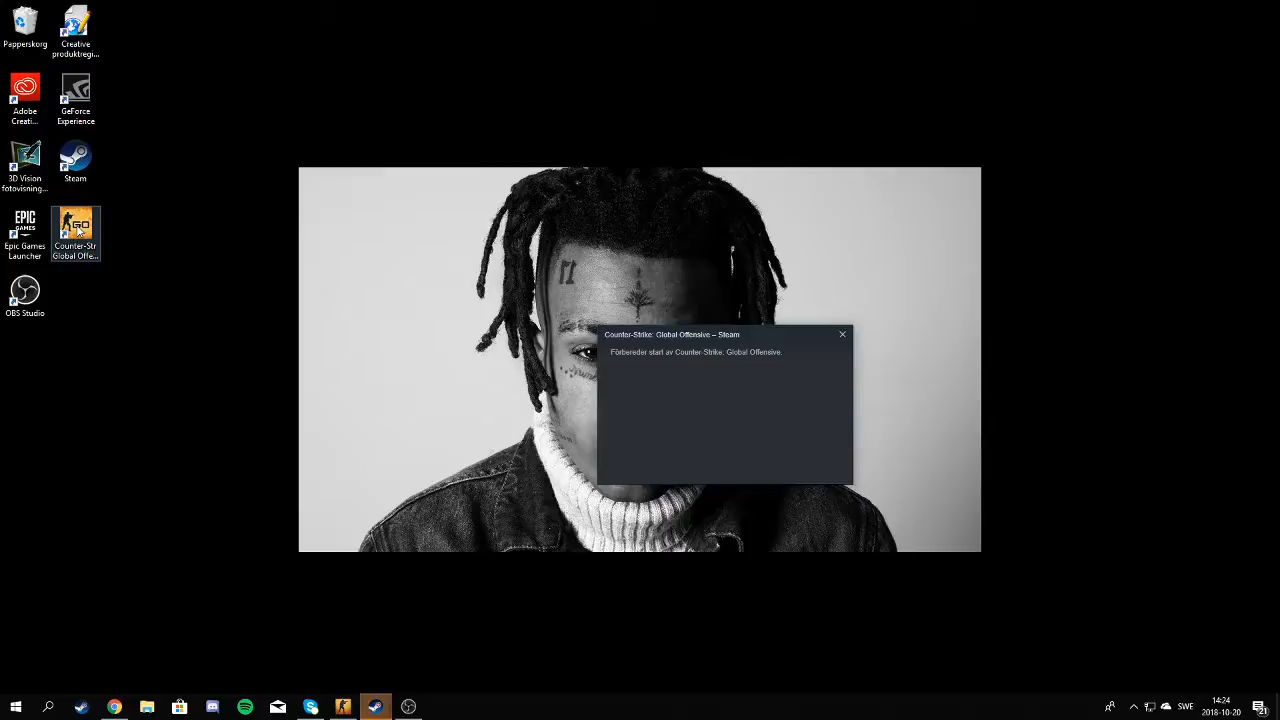 Papperskorg
Creative
produktregi...
Adobe
Creati...
GeForce
Experience
3D Vision
fotovisning...
Steam
EPIC
GAMES
Epic Games
Launcher
GO
Counter-Str
Global Offe...
OBS Studio
Counter-Strike: Global Offensive – Steam
Förbereder start av Counter-Strike: Global Offensive.
SWE
14:24
2018-10-20
21